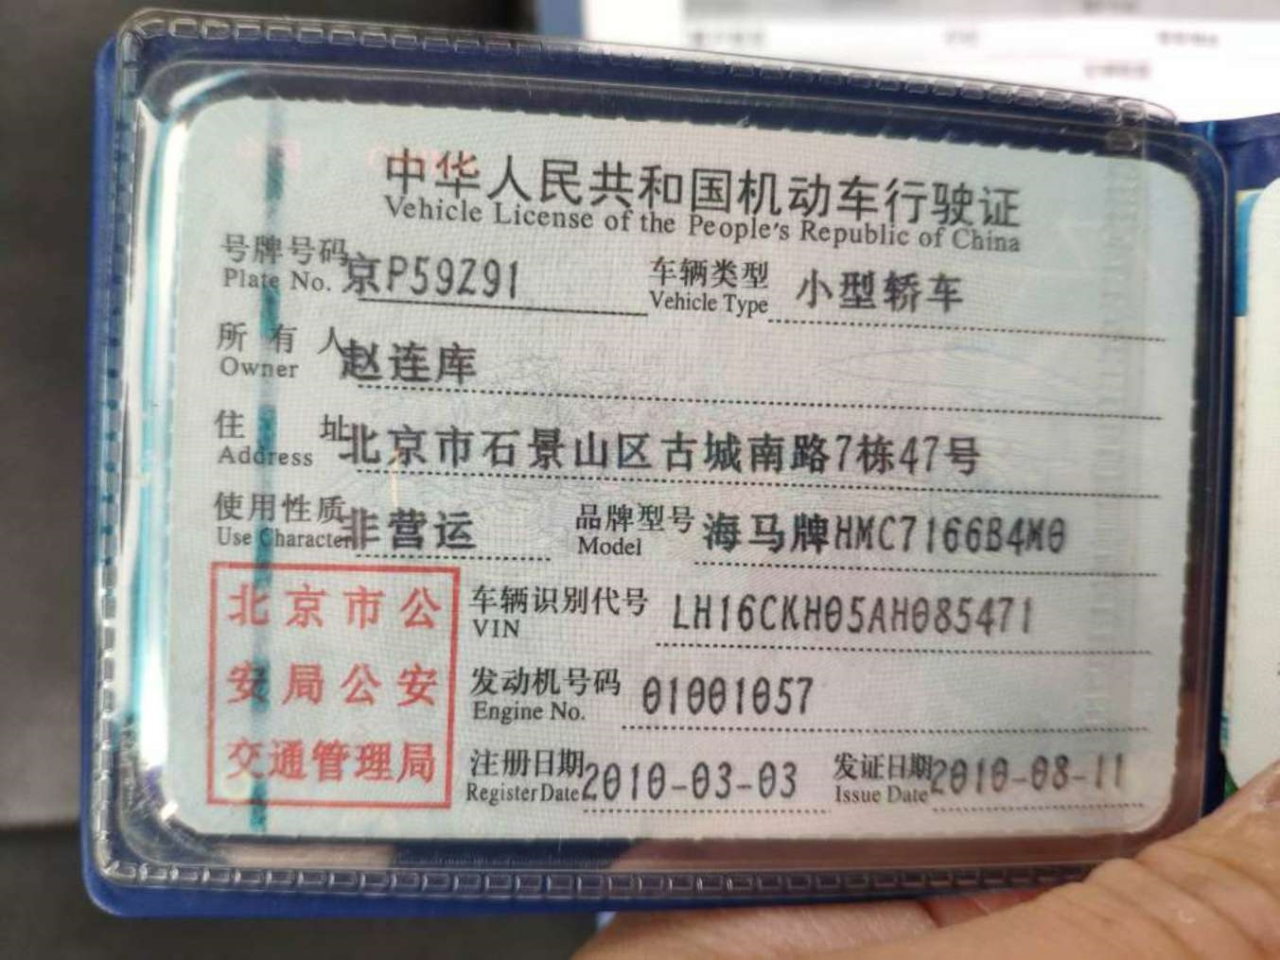 中华人民共和国机动车行驶证
Vehicle License of the People's Republic of China
号牌号码 京P59Z91 车辆类型 小型轿车
Plate No. Vehicle Type
所有人 赵连库
Owner
住址 北京市石景山区古城南路7栋47号
Address
使用性质 非营运 品牌型号 海马牌HMC7166B4M0
Use Character Model
北京市公
安局公安
交通管理局
车辆识别代号 LH16CKH05AH085471
VIN
发动机号码 01001057
Engine No.
注册日期 2010-03-03 发证日期 2010-08-11
Register Date Issue Date